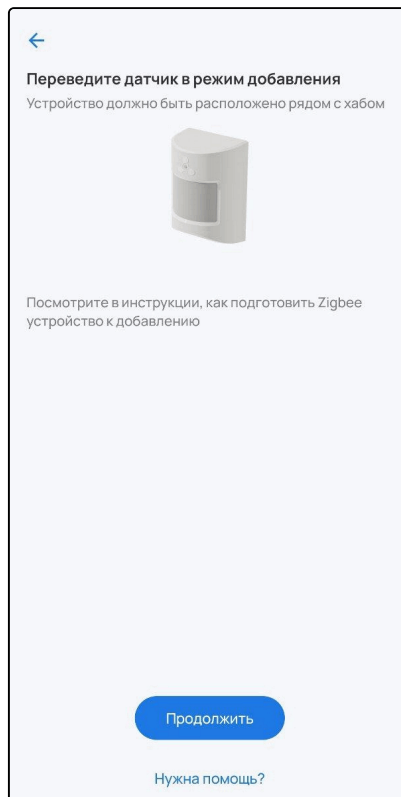 Переведите датчик в режим добавления
Устройство должно быть расположено рядом с хабом
Посмотрите в инструкции, как подготовить Zigbee
устройство к добавлению
Продолжить
Нужна помощь?